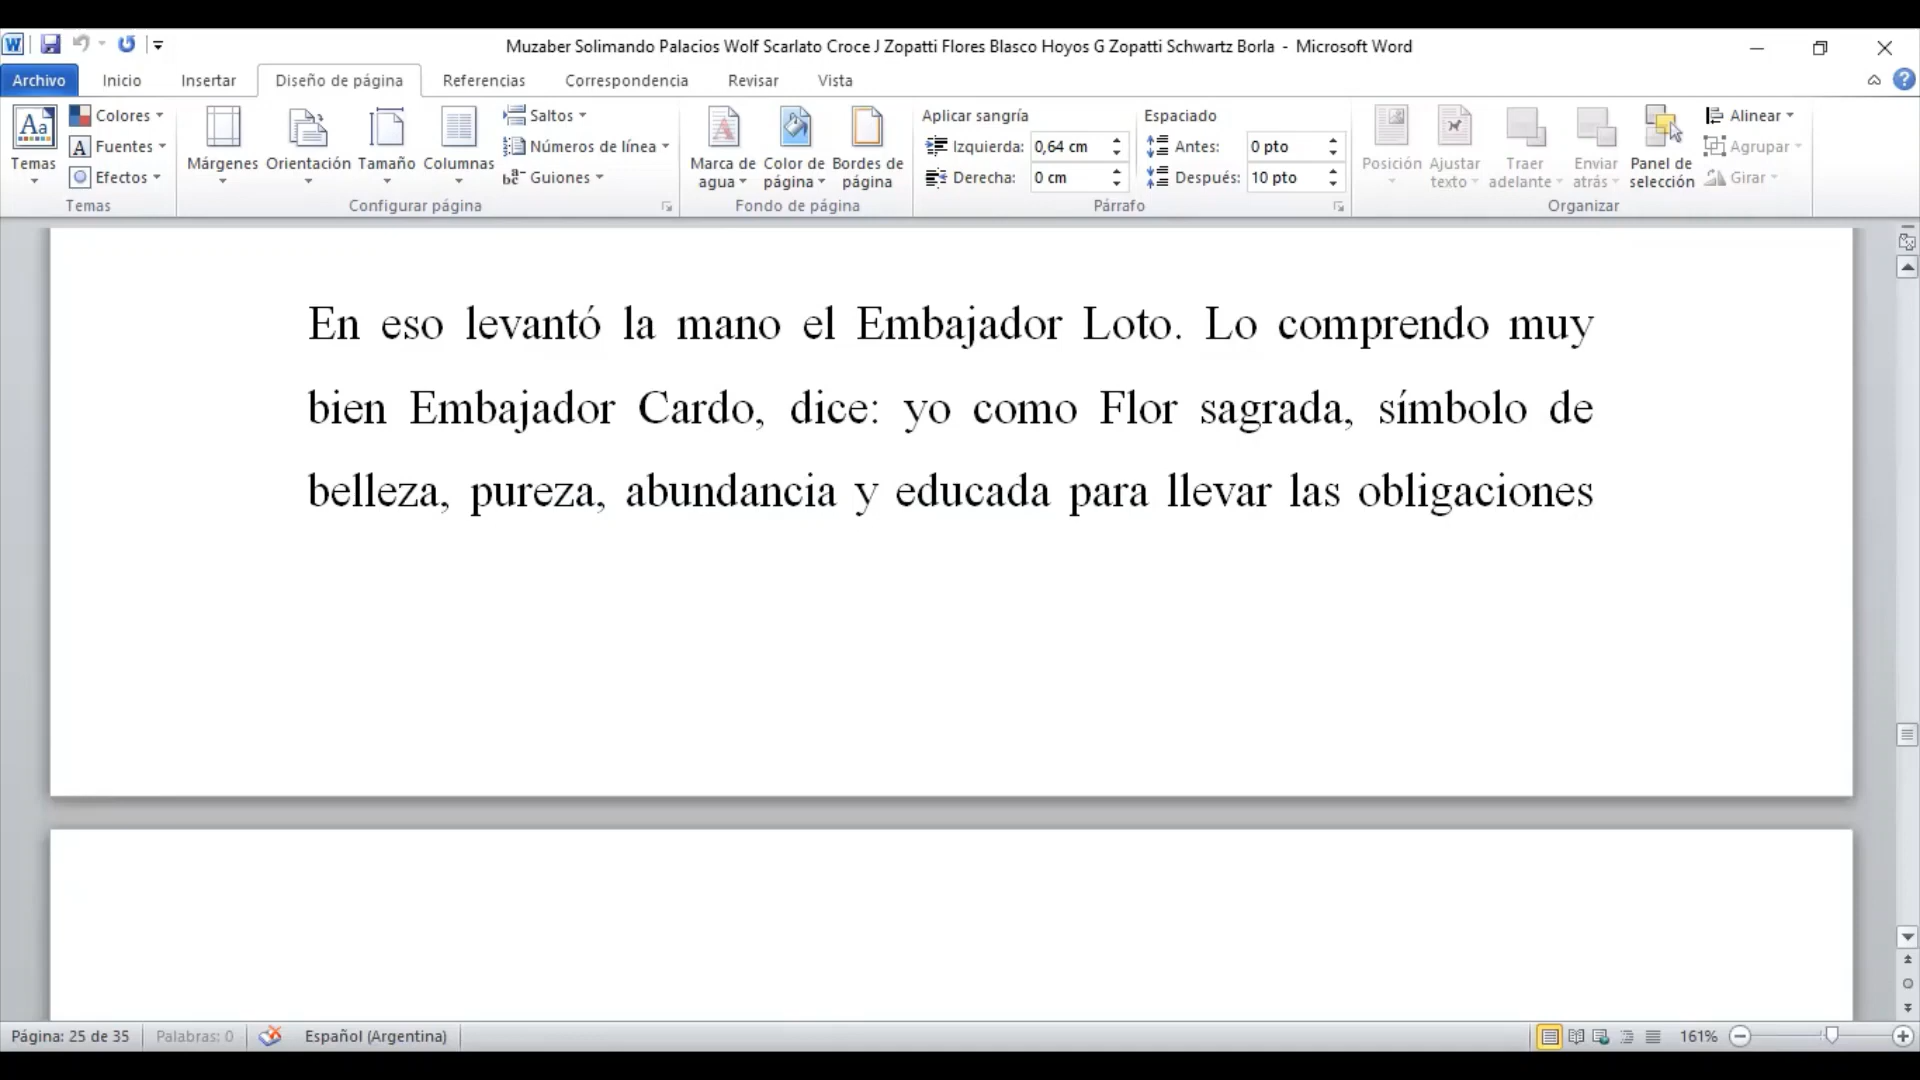 Muzaber Solimando Palacios Wolf Scarlato Croce J Zopatti Flores Blasco Hoyos G Zopatti Schwartz Borla - Microsoft Word
Archivo Inicio Insertar Diseño de página Referencias Correspondencia Revisar Vista
Temas
Colores
Fuentes
Efectos
Temas
Márgenes
Orientación
Tamaño
Columnas
Saltos
Números de línea
Guiones
Configurar página
Marca de agua
Color de página
Bordes de página
Fondo de página
Aplicar sangría
Izquierda: 0,64 cm
Derecha: 0 cm
Espaciado
Antes: 0 pto
Después: 10 pto
Párrafo
Posición
Ajustar texto
Traer adelante
Enviar atrás
Panel de selección
Alinear
Agrupar
Girar
Organizar
En eso levantó la mano el Embajador Loto. Lo comprendo muy
bien Embajador Cardo, dice: yo como Flor sagrada, símbolo de
belleza, pureza, abundancia y educada para llevar las obligaciones
Página: 25 de 35 Palabras: 0 Español (Argentina) 161%